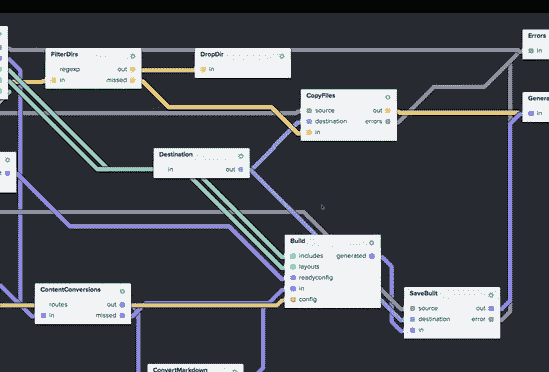 Errors
in
FilterDirs
regexp out
in missed
DropDir
in
CopyFiles
source out
destination errors
in
Genera
in
Destination
in out
Build
includes generated
layouts
readyconfig
in
config
ContentConversions
routes out
in missed
SaveBuilt
source out
destination error
in
ConvertMarkdown